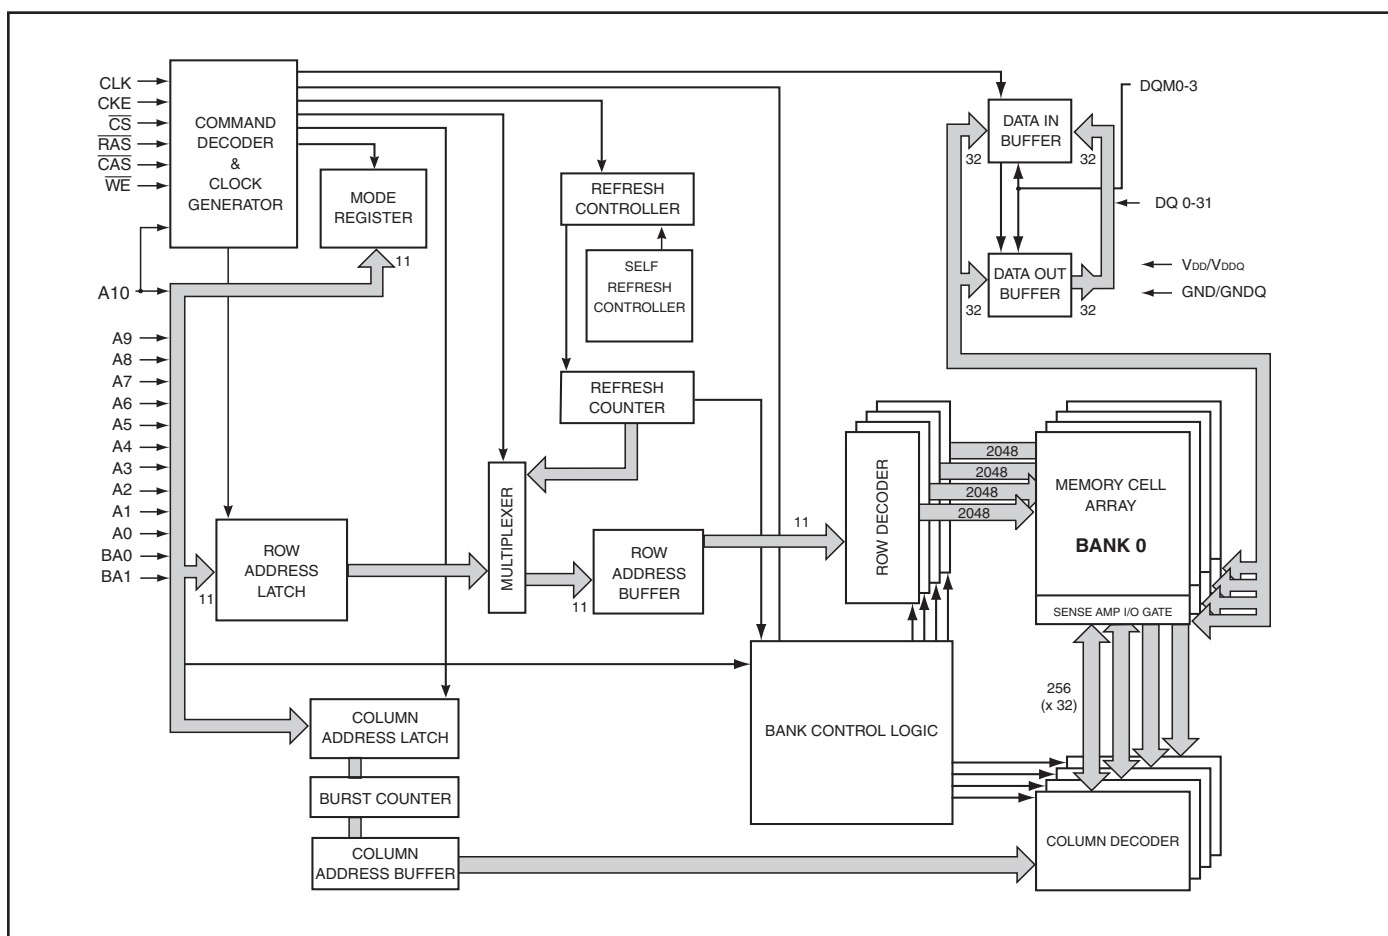 CLK
CKE
CS
RAS
CAS
WE
A10
A9
A8
A7
A6
A5
A4
A3
A2
A1
A0
BA0
BA1
COMMAND
DECODER
&
CLOCK
GENERATOR
MODE
REGISTER
11
REFRESH
CONTROLLER
SELF
REFRESH
CONTROLLER
REFRESH
COUNTER
DATA IN
BUFFER
32
32
DATA OUT
BUFFER
32
32
DQM0-3
DQ 0-31
VDD/VDDQ
GND/GNDQ
11
ROW
ADDRESS
LATCH
MULTIPLEXER
11
ROW
ADDRESS
BUFFER
11
ROW DECODER
2048
2048
2048
2048
MEMORY CELL
ARRAY
BANK 0
SENSE AMP I/O GATE
256
(x 32)
BANK CONTROL LOGIC
COLUMN
ADDRESS LATCH
BURST COUNTER
COLUMN
ADDRESS BUFFER
COLUMN DECODER